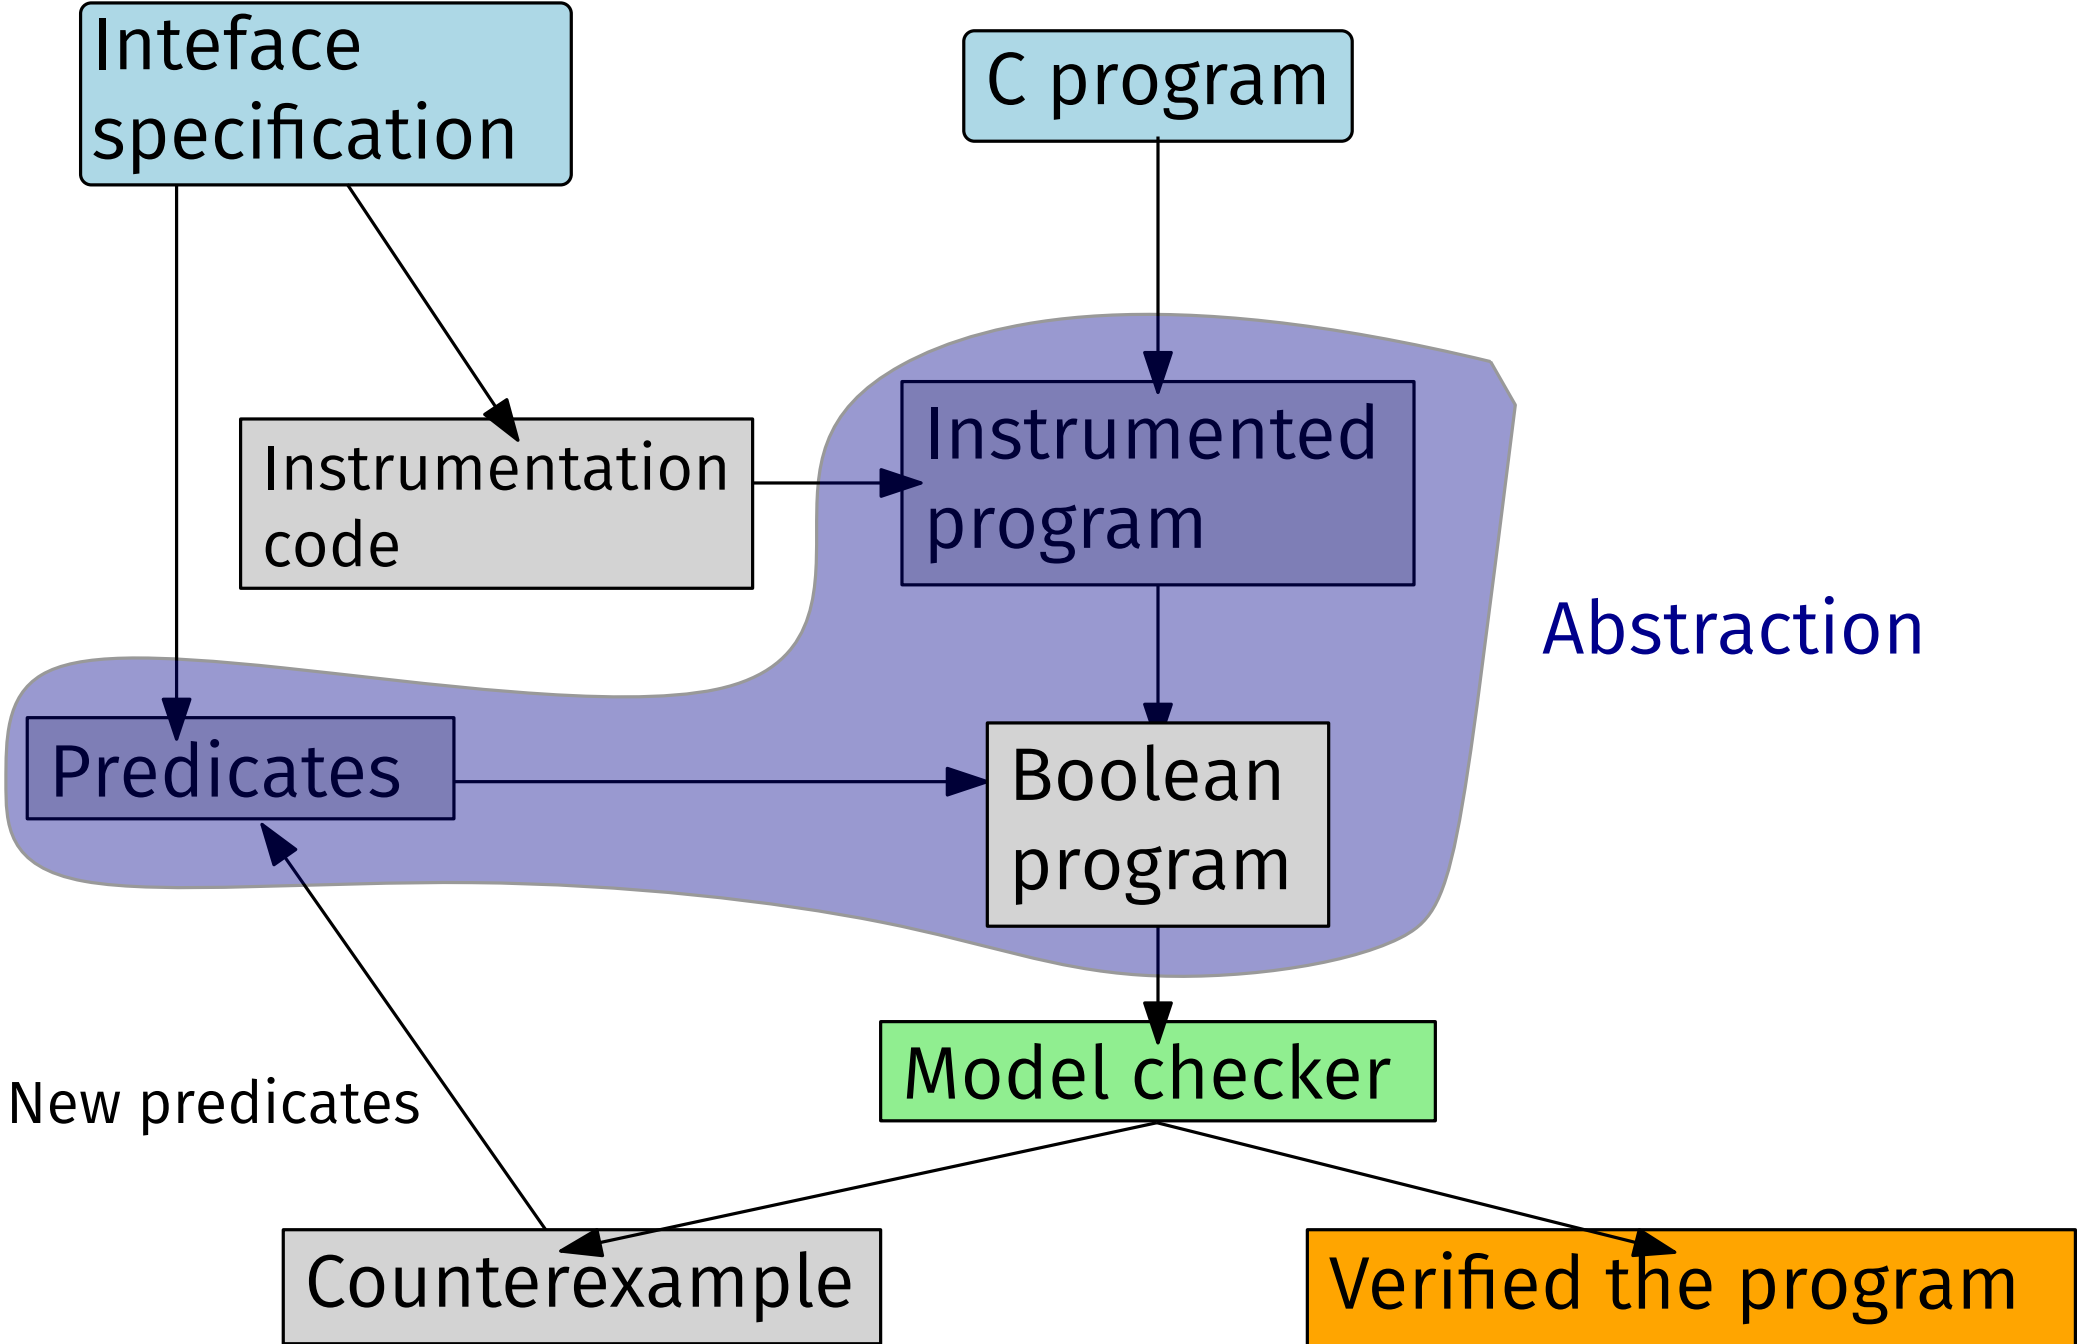 Inteface
specification
C program
Instrumented
program
Instrumentation
code
Abstraction
Predicates
Boolean
program
Model checker
New predicates
Counterexample
Verified the program